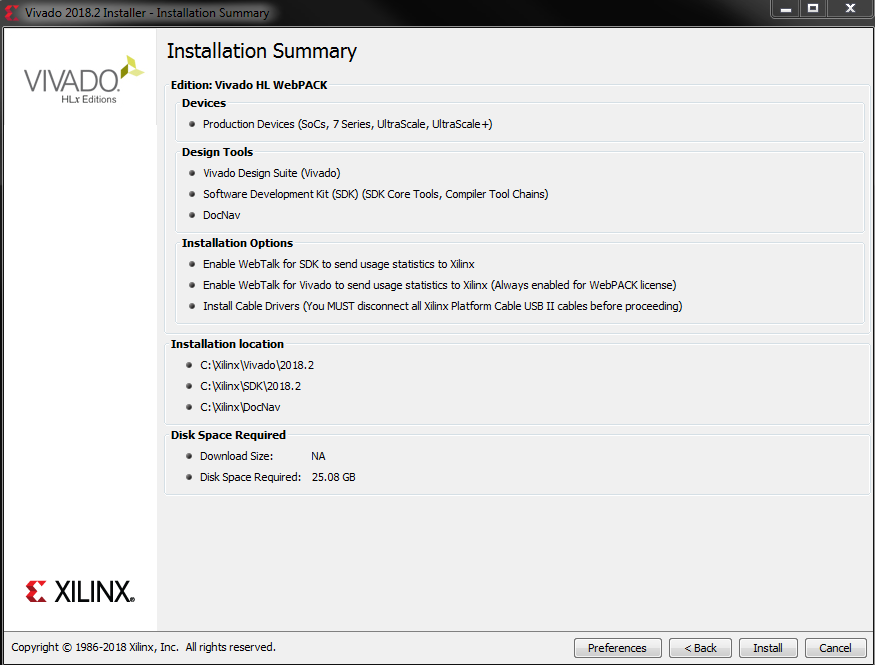 Vivado 2018.2 Installer - Installation Summary
VIVADO.
HLx Editions
Installation Summary
Edition: Vivado HL WebPACK
Devices
Production Devices (SoCs, 7 Series, UltraScale, UltraScale+)
Design Tools
Vivado Design Suite (Vivado)
Software Development Kit (SDK) (SDK Core Tools, Compiler Tool Chains)
DocNav
Installation Options
Enable WebTalk for SDK to send usage statistics to Xilinx
Enable WebTalk for Vivado to send usage statistics to Xilinx (Always enabled for WebPACK license)
Install Cable Drivers (You MUST disconnect all Xilinx Platform Cable USB II cables before proceeding)
Installation location
C:\Xilinx\Vivado\2018.2
C:\Xilinx\SDK\2018.2
C:\Xilinx\DocNav
Disk Space Required
Download Size: NA
Disk Space Required: 25.08 GB
XILINX®
Copyright © 1986-2018 Xilinx, Inc. All rights reserved.
Preferences < Back Install Cancel